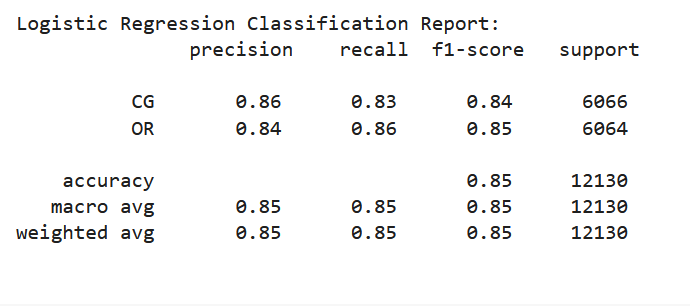 Logistic Regression Classification Report:
precision recall f1-score support
CG 0.86 0.83 0.84 6066
OR 0.84 0.86 0.85 6064
accuracy 0.85 12130
macro avg 0.85 0.85 0.85 12130
weighted avg 0.85 0.85 0.85 12130